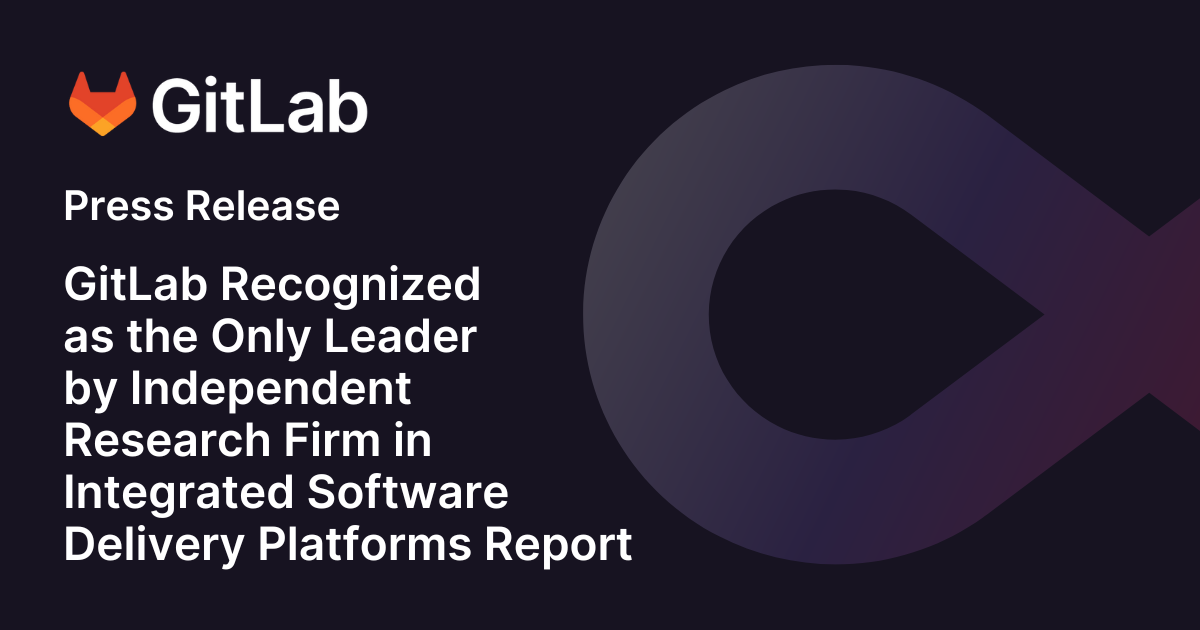 GitLab
Press Release
GitLab Recognized
as the Only Leader
by Independent
Research Firm in
Integrated Software
Delivery Platforms Report